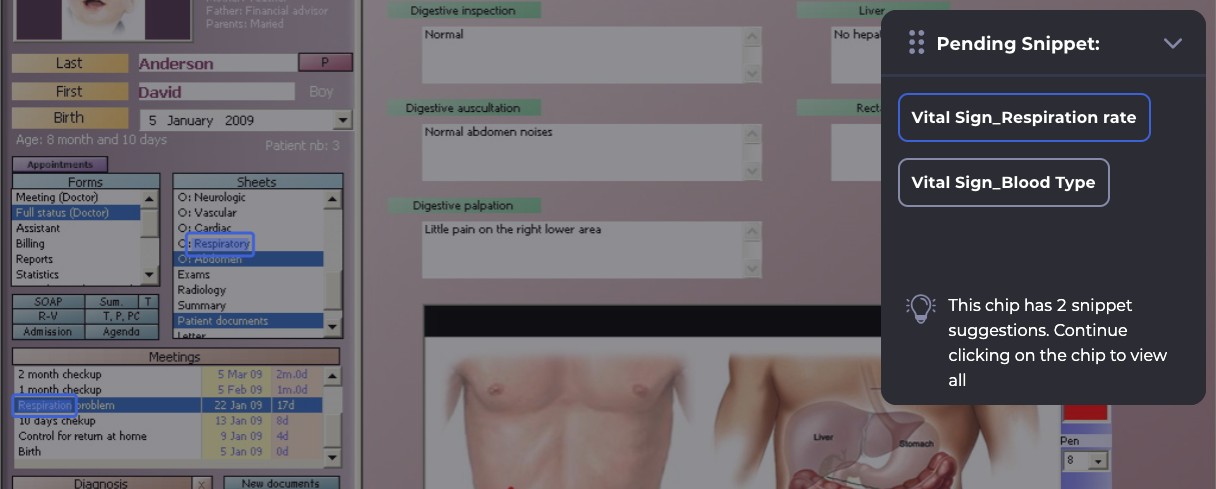 Father: Financial advisor
Parents: Maried
Last
Anderson
P
First
David
Boy
Birth
5 January 2009
Age: 8 month and 10 days
Patient nb: 3
Appointments
Forms
Meeting (Doctor)
Full status (Doctor)
Assistant
Billing
Reports
Statistics
Sheets
O: Neurologic
O: Vascular
O: Cardiac
O: Respiratory
O: Abdomen
Exams
Radiology
Summary
Patient documents
Letter
SOAP
Sum.
T
R-V
T, P, PC
Admission
Agenda
Meetings
2 month checkup 5 Mar 09 2m.0d
1 month checkup 5 Feb 09 1m.0d
Respiration problem 22 Jan 09 17d
10 days chekup 13 Jan 09 8d
Control for return at home 9 Jan 09 4d
Birth 5 Jan 09 0d
Diagnosis
x
New documents
Digestive inspection
Normal
Digestive auscultation
Normal abdomen noises
Digestive palpation
Little pain on the right lower area
Liver
No hepat
Recta
Liver
Stomach
Pen
8
Pending Snippet:
Vital Sign_Respiration rate
Vital Sign_Blood Type
This chip has 2 snippet
suggestions. Continue
clicking on the chip to view
all